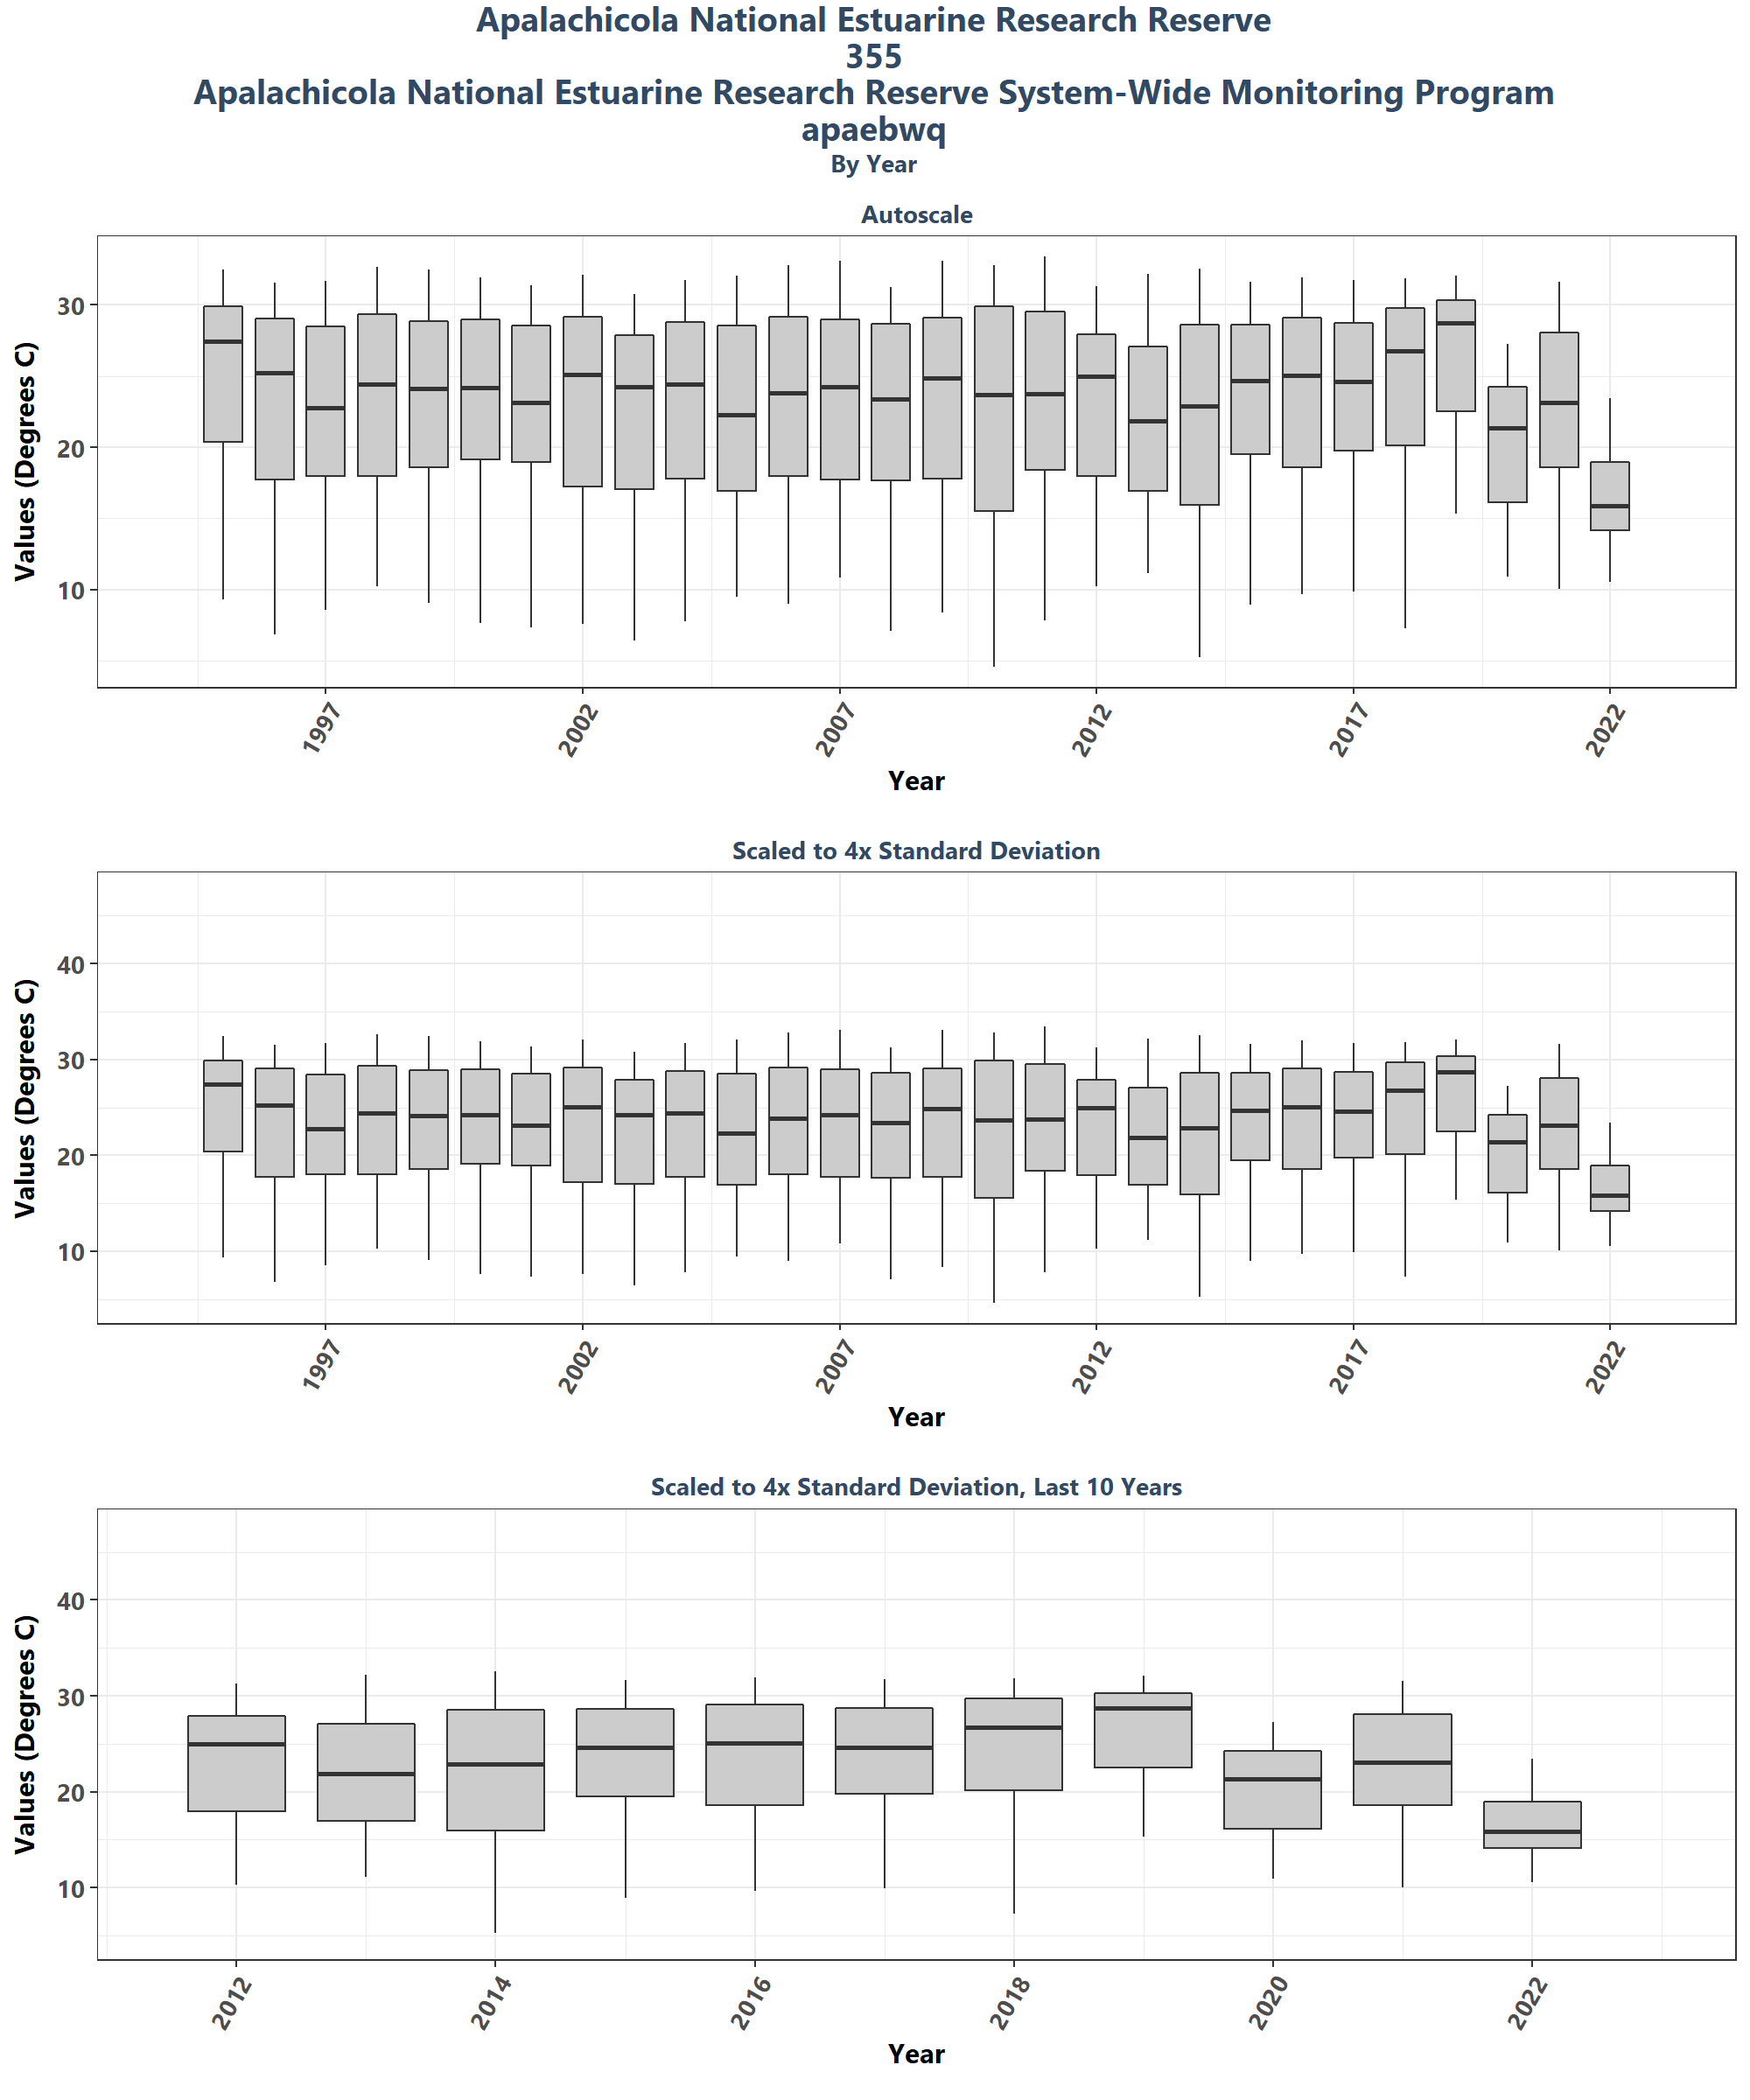 Apalachicola National Estuarine Research Reserve
355
Apalachicola National Estuarine Research Reserve System-Wide Monitoring Program
apaebwq
By Year
Autoscale
Values (Degrees C)
30
20
10
1997
2002
2007
2012
2017
2022
Year
Scaled to 4x Standard Deviation
Values (Degrees C)
40
30
20
10
1997
2002
2007
2012
2017
2022
Year
Scaled to 4x Standard Deviation, Last 10 Years
Values (Degrees C)
40
30
20
10
2012
2014
2016
2018
2020
2022
Year